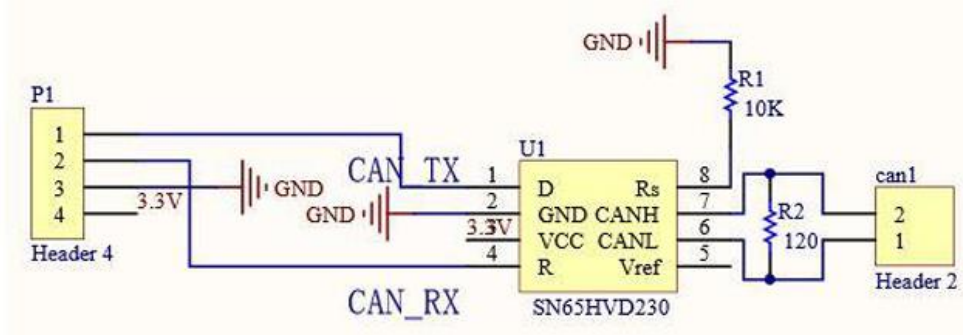 GND
R1
10K
P1
1
2
3
4
3.3V
GND
Header 4
CAN_TX
GND
3.3V
CAN_RX
U1
1
2
3
4
D
GND
VCC
R
Rs
CANH
CANL
Vref
8
7
6
5
SN65HVD230
R2
120
can1
2
1
Header 2